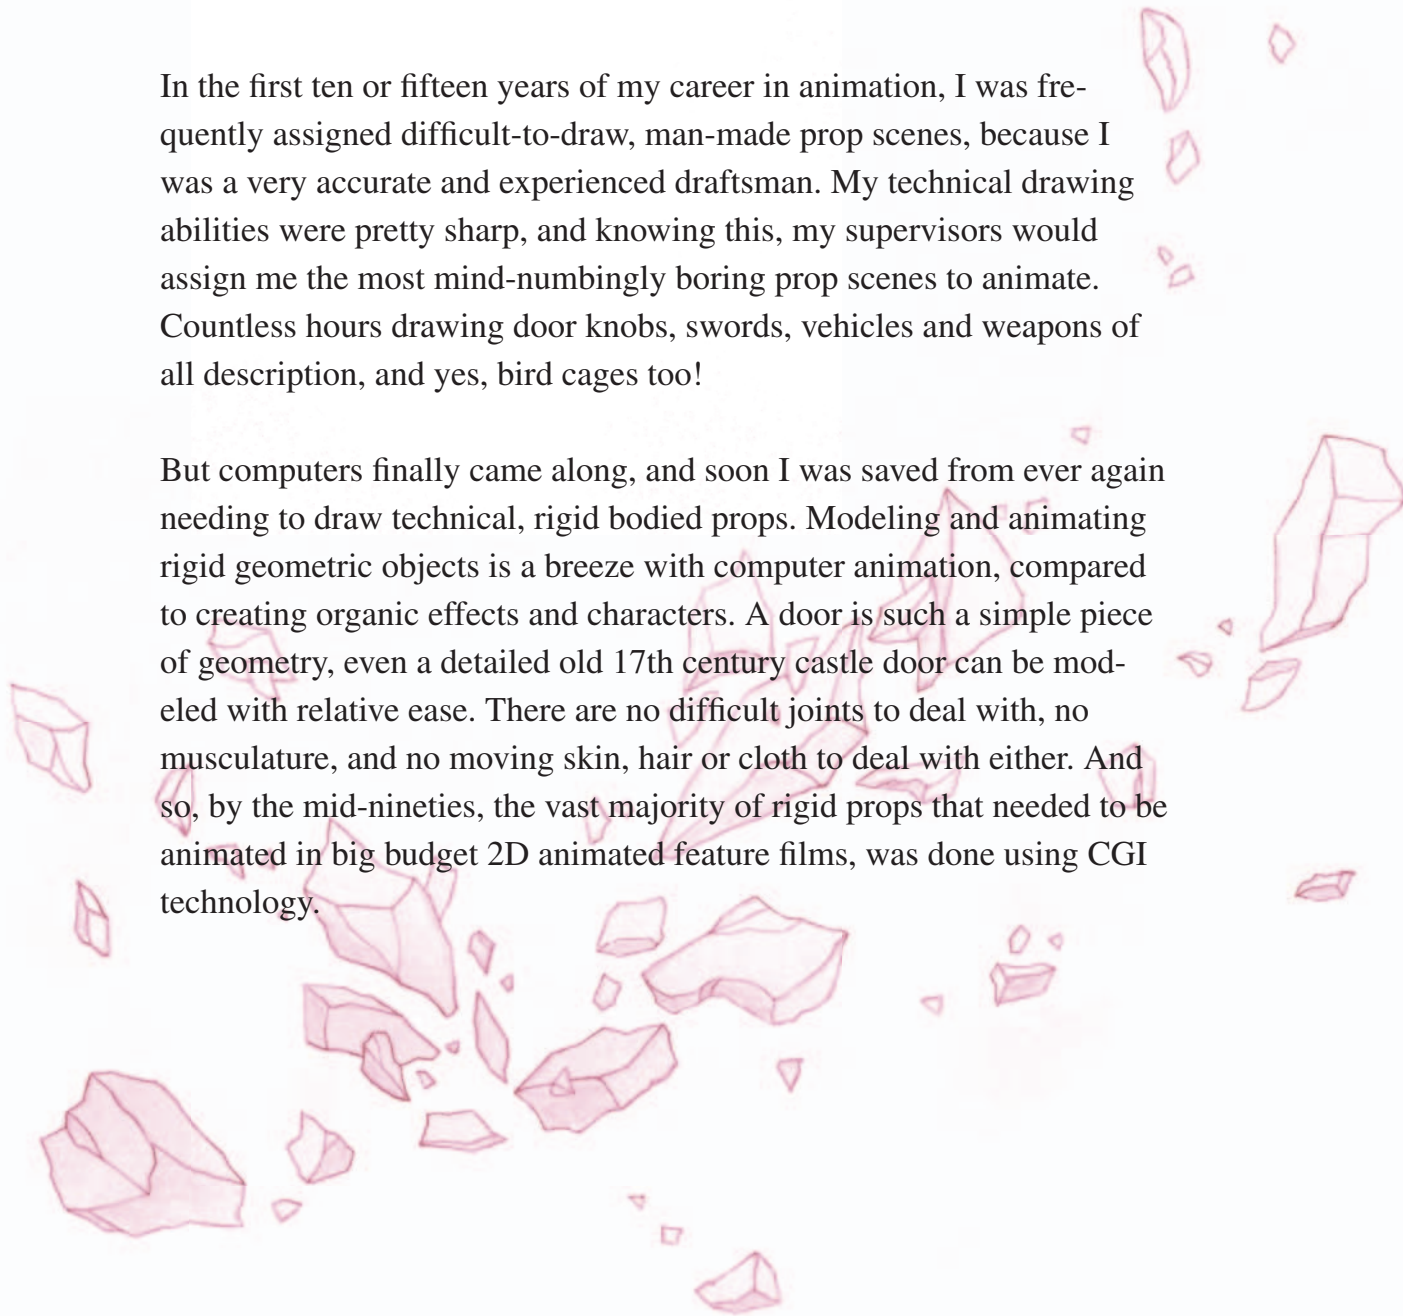 In the first ten or fifteen years of my career in animation, I was fre-
quently assigned difficult-to-draw, man-made prop scenes, because I
was a very accurate and experienced draftsman. My technical drawing
abilities were pretty sharp, and knowing this, my supervisors would
assign me the most mind-numbingly boring prop scenes to animate.
Countless hours drawing door knobs, swords, vehicles and weapons of
all description, and yes, bird cages too!
But computers finally came along, and soon I was saved from ever again
needing to draw technical, rigid bodied props. Modeling and animating
rigid geometric objects is a breeze with computer animation, compared
to creating organic effects and characters. A door is such a simple piece
of geometry, even a detailed old 17th century castle door can be mod-
eled with relative ease. There are no difficult joints to deal with, no
musculature, and no moving skin, hair or cloth to deal with either. And
so, by the mid-nineties, the vast majority of rigid props that needed to be
animated in big budget 2D animated feature films, was done using CGI
technology.